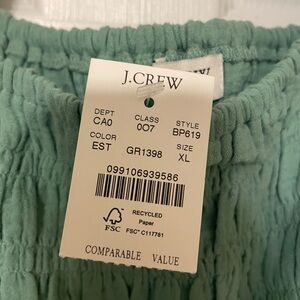 J.CREW
DEPT CLASS STYLE
CA0 0O7 BP619
COLOR SIZE
EST GR1398 XL
099106939586
FSC
RECYCLED
Paper
FSC® C117781
COMPARABLE VALUE